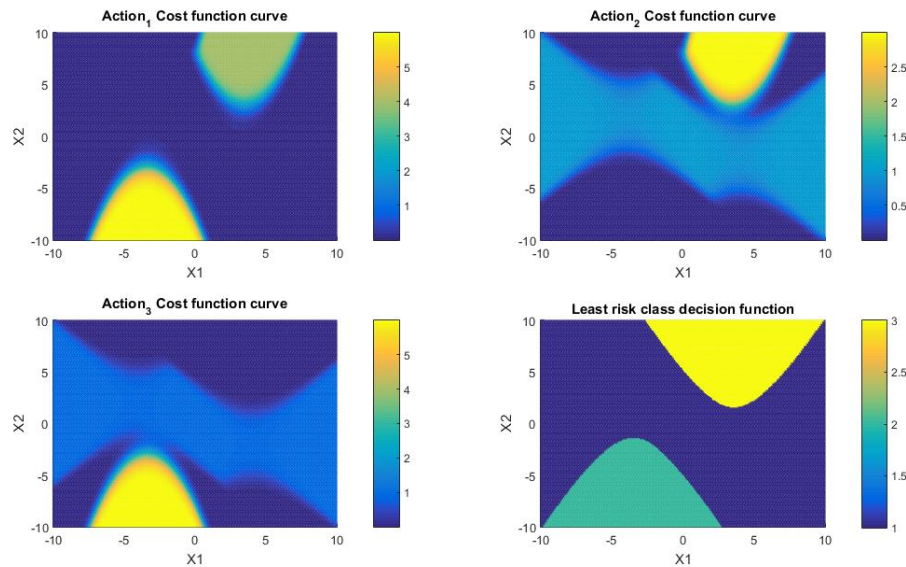 Action1 Cost function curve
10
5
0
-5
-10
X2
-10 -5 0 5 10
X1
5
4
3
2
1
Action2 Cost function curve
10
5
0
-5
-10
X2
-10 -5 0 5 10
X1
2.5
2
1.5
1
0.5
Action3 Cost function curve
10
5
0
-5
-10
X2
-10 -5 0 5 10
X1
5
4
3
2
1
Least risk class decision function
10
5
0
-5
-10
X2
-10 -5 0 5 10
X1
3
2.5
2
1.5
1